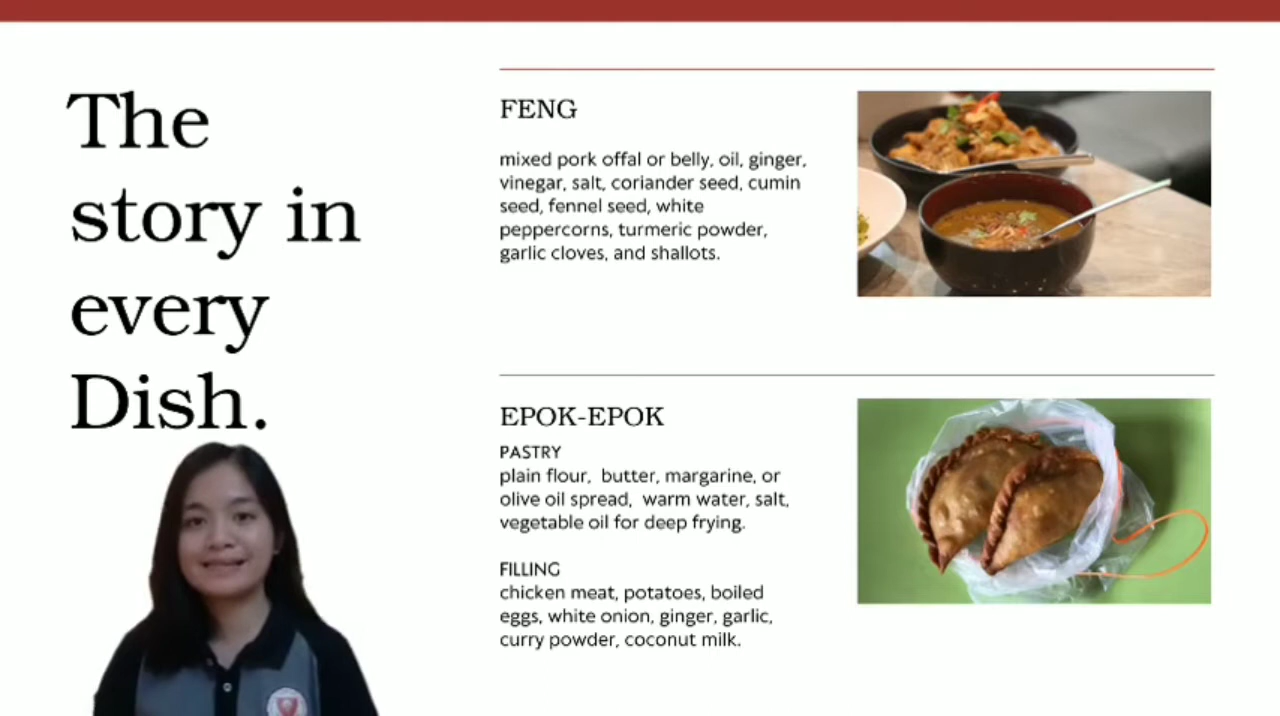 The
story in
every
Dish.
FENG
mixed pork offal or belly, oil, ginger,
vinegar, salt, coriander seed, cumin
seed, fennel seed, white
peppercorns, turmeric powder,
garlic cloves, and shallots.
EPOK-EPOK
PASTRY
plain flour,  butter, margarine, or
olive oil spread,  warm water, salt,
vegetable oil for deep frying.
FILLING
chicken meat, potatoes, boiled
eggs, white onion, ginger, garlic,
curry powder, coconut milk.